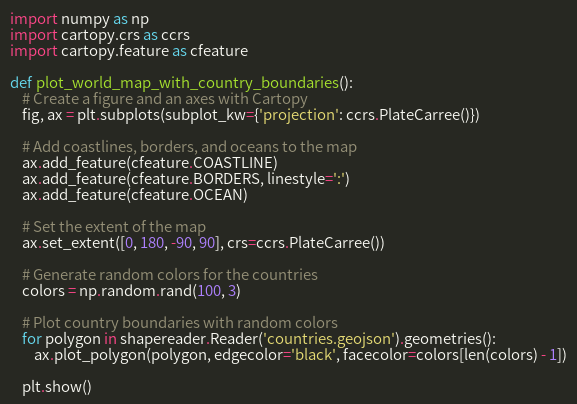 import numpy as np
import cartopy.crs as ccrs
import cartopy.feature as cfeature

def plot_world_map_with_country_boundaries():
    # Create a figure and an axes with Cartopy
    fig, ax = plt.subplots(subplot_kw={'projection': ccrs.PlateCarree()})

    # Add coastlines, borders, and oceans to the map
    ax.add_feature(cfeature.COASTLINE)
    ax.add_feature(cfeature.BORDERS, linestyle=':')
    ax.add_feature(cfeature.OCEAN)

    # Set the extent of the map
    ax.set_extent([0, 180, -90, 90], crs=ccrs.PlateCarree())

    # Generate random colors for the countries
    colors = np.random.rand(100, 3)

    # Plot country boundaries with random colors
    for polygon in shapereader.Reader('countries.geojson').geometries():
        ax.plot_polygon(polygon, edgecolor='black', facecolor=colors[len(colors) - 1])

    plt.show()